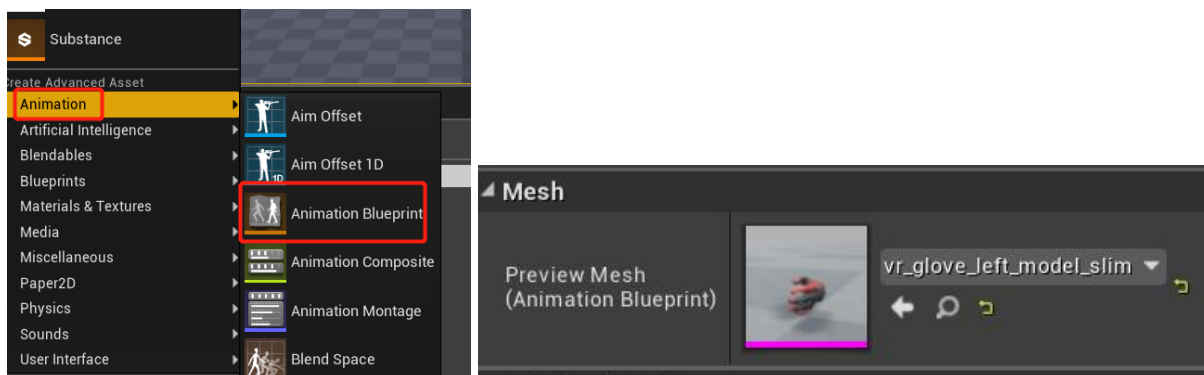 Substance
Create Advanced Asset
Animation
Artificial Intelligence
Blendables
Blueprints
Materials & Textures
Media
Miscellaneous
Paper2D
Physics
Sounds
User Interface
Aim Offset
Aim Offset 1D
1D
Animation Blueprint
Animation Composite
Animation Montage
Blend Space
Mesh
Preview Mesh
(Animation Blueprint)
vr_glove_left_model_slim